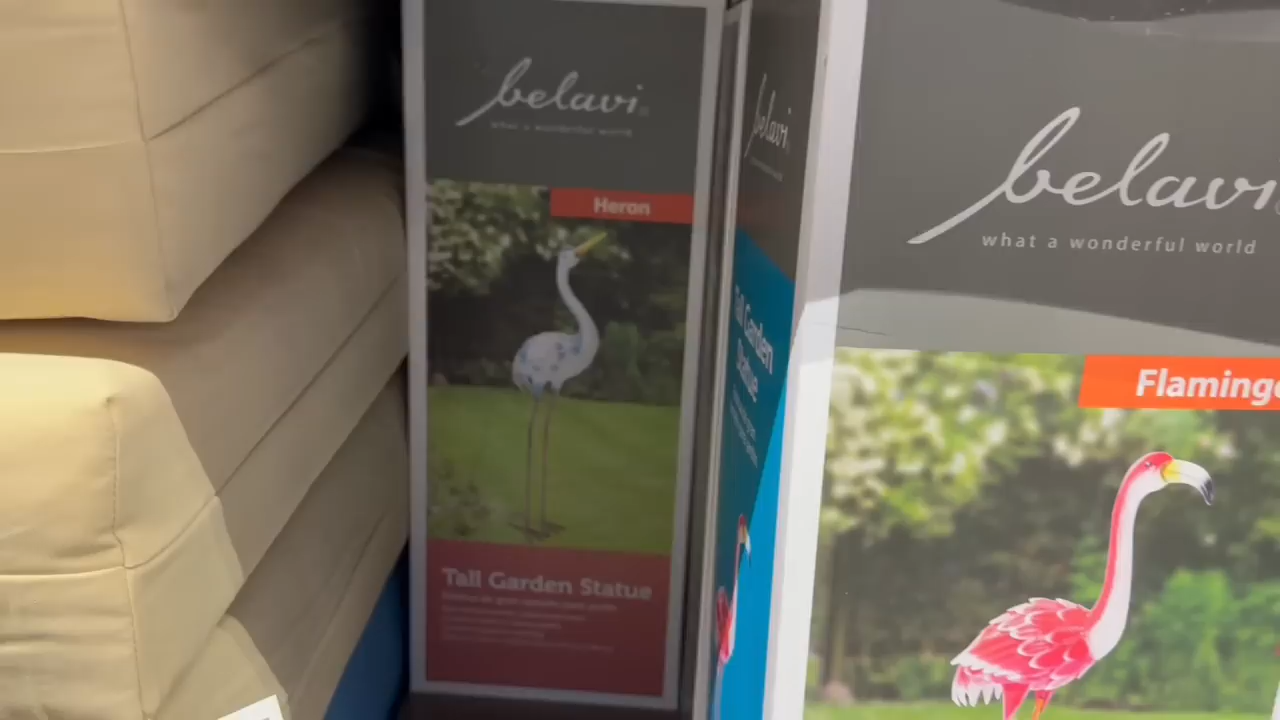 belavi
what a wonderful world
Heron
Tall Garden Statue
belavi
Tall Garden
Statue
belavi
what a wonderful world
Flaming